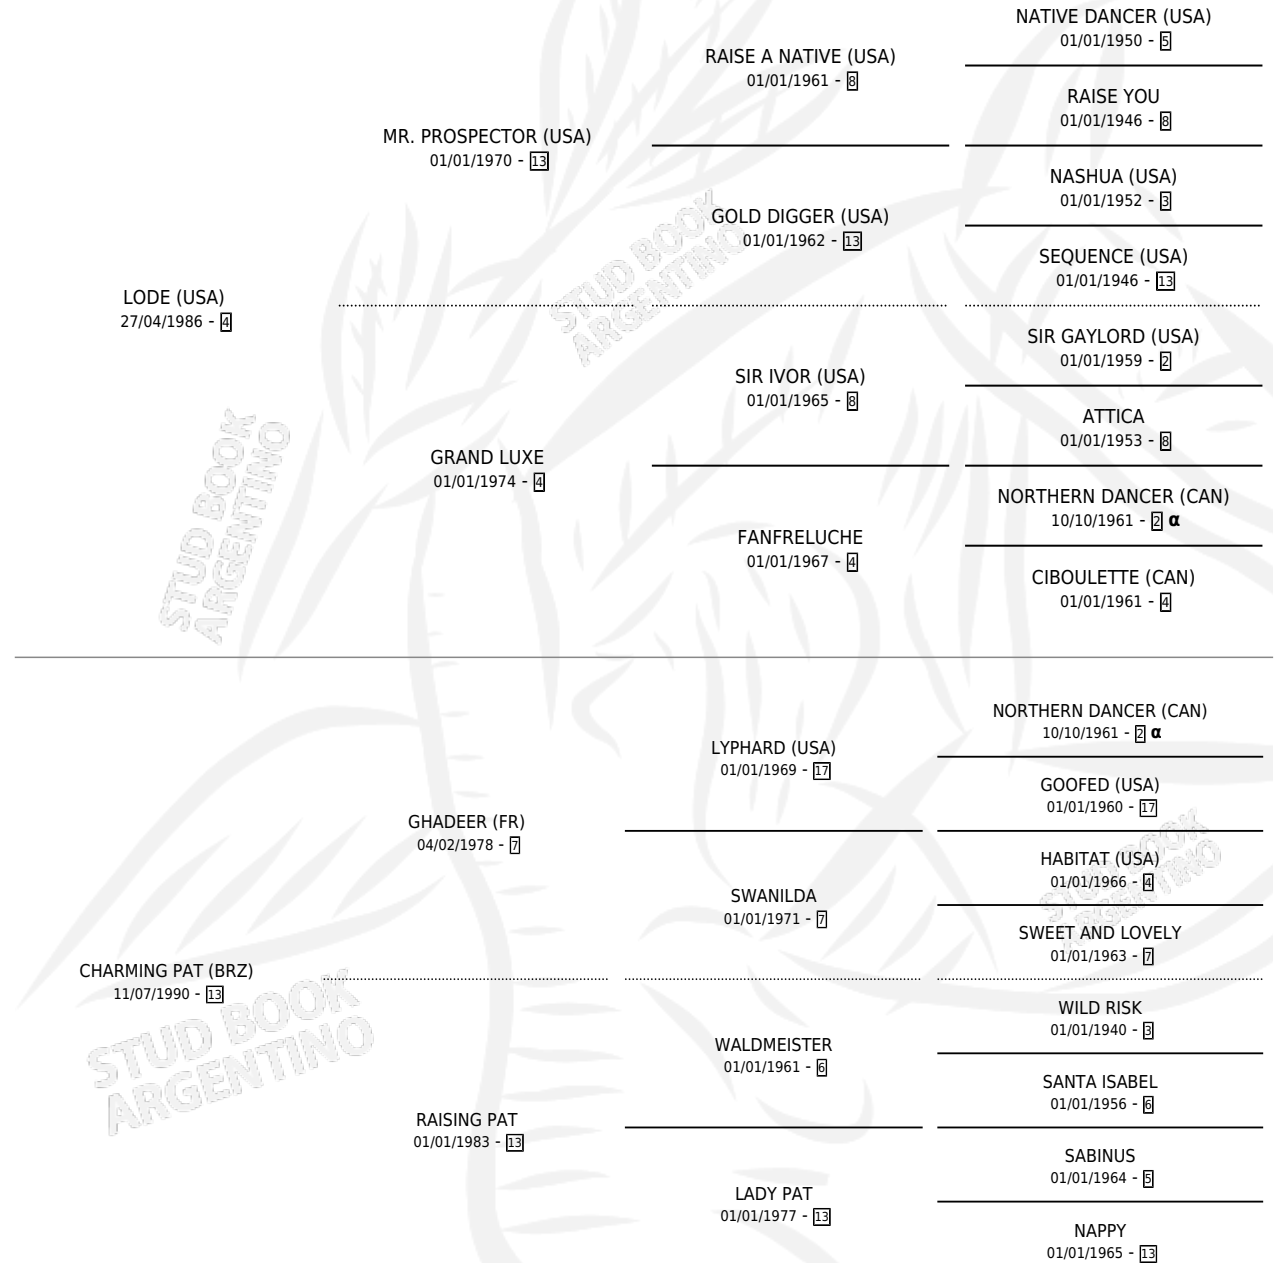 NATIVE DANCER (USA)
01/01/1950 - 5
RAISE A NATIVE (USA)
01/01/1961 - 8
RAISE YOU
01/01/1946 - 8
MR. PROSPECTOR (USA)
01/01/1970 - 13
NASHUA (USA)
01/01/1952 - 3
GOLD DIGGER (USA)
01/01/1962 - 13
SEQUENCE (USA)
01/01/1946 - 13
LODE (USA)
27/04/1986 - 4
SIR GAYLORD (USA)
01/01/1959 - 2
SIR IVOR (USA)
01/01/1965 - 8
ATTICA
01/01/1953 - 8
GRAND LUXE
01/01/1974 - 4
NORTHERN DANCER (CAN)
10/10/1961 - 2 α
FANFRELUCHE
01/01/1967 - 4
CIBOULETTE (CAN)
01/01/1961 - 4
NORTHERN DANCER (CAN)
10/10/1961 - 2 α
LYPHARD (USA)
01/01/1969 - 17
GOOFED (USA)
01/01/1960 - 17
GHADEER (FR)
04/02/1978 - 7
HABITAT (USA)
01/01/1966 - 4
SWANILDA
01/01/1971 - 7
SWEET AND LOVELY
01/01/1963 - 7
CHARMING PAT (BRZ)
11/07/1990 - 13
WILD RISK
01/01/1940 - 3
WALDMEISTER
01/01/1961 - 6
SANTA ISABEL
01/01/1956 - 6
RAISING PAT
01/01/1983 - 13
SABINUS
01/01/1964 - 5
LADY PAT
01/01/1977 - 13
NAPPY
01/01/1965 - 13
STUD BOOK
ARGENTINO
STUD BOOK
ARGENTINO
STUD BOOK
ARGENTINO
STUD BOOK
ARGENTINO